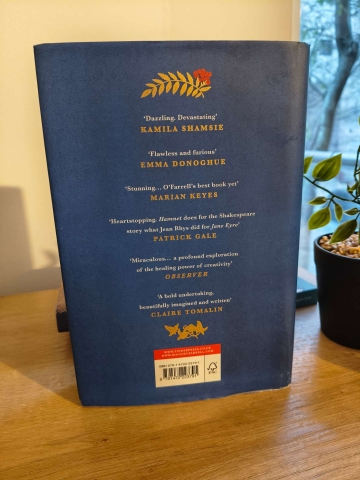 'Dazzling. Devastating'
KAMILA SHAMSIE
'Flawless and furious'
EMMA DONOGHUE
'Stunning... O'Farrell's best book yet'
MARIAN KEYES
'Heartstopping. Hamnet does for the Shakespeare
story what Jean Rhys did for Jane Eyre'
PATRICK GALE
'Miraculous... a profound exploration
of the healing power of creativity'
OBSERVER
'A bold undertaking,
beautifully imagined and written'
CLAIRE TOMALIN
FSC